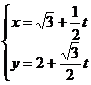 x = √3 + 1/2 t
y = 2 + √3/2 t